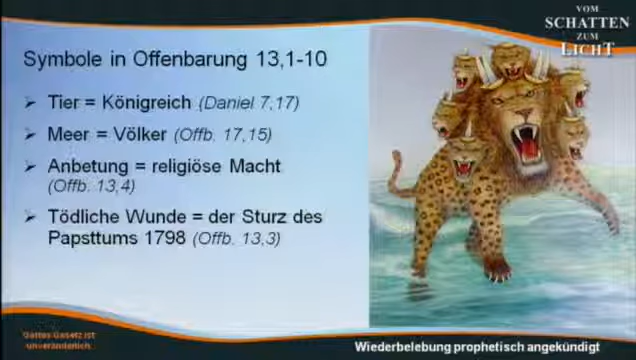 VOM
SCHATTEN
ZUM
LICHT
Symbole in Offenbarung 13,1-10
Tier = Königreich (Daniel 7,17)
Meer = Völker (Offb. 17,15)
Anbetung = religiöse Macht
(Offb. 13,4)
Tödliche Wunde = der Sturz des
Papsttums 1798 (Offb. 13,3)
Gottes Gesetz ist
unveränderlich.
Wiederbelebung prophetisch angekündigt